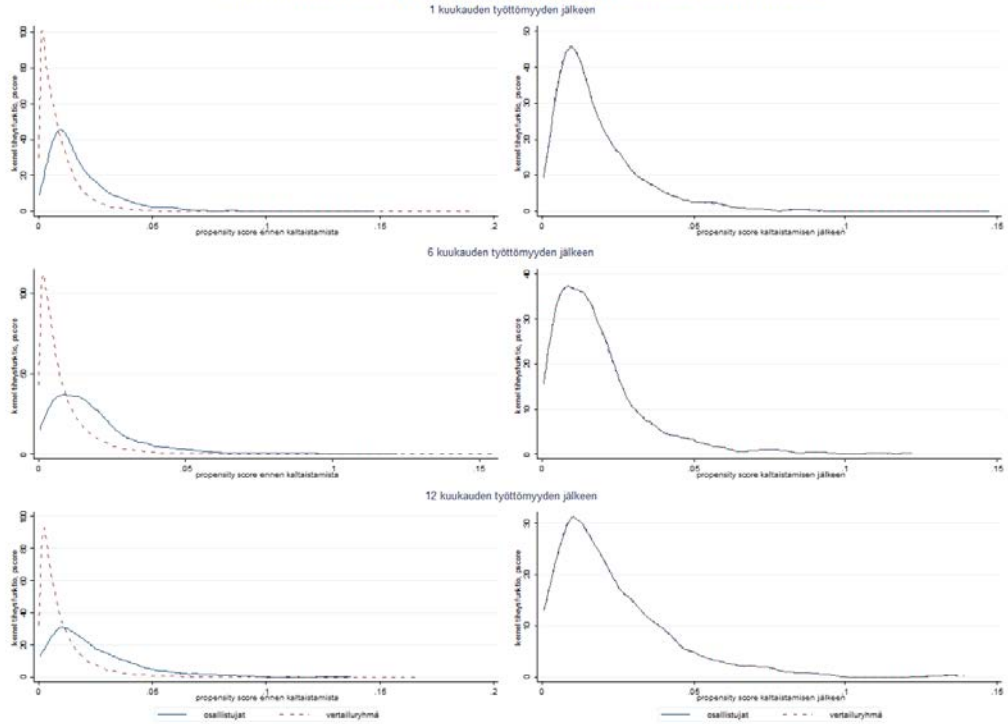 1 kuukauden työttömyyden jälkeen
kernel tiheysfunktio, pscore
0 20 40 60 80 100
0 .05 .1 .15 .2
propensity score ennen kaltaistamista
kernel tiheysfunktio, pscore
0 10 20 30 40 50
0 .05 .1 .15
propensity score kaltaistamisen jälkeen
6 kuukauden työttömyyden jälkeen
kernel tiheysfunktio, pscore
0 50 100
0 .05 .1 .15
propensity score ennen kaltaistamista
kernel tiheysfunktio, pscore
0 10 20 30 40
0 .05 .1 .15
propensity score kaltaistamisen jälkeen
12 kuukauden työttömyyden jälkeen
kernel tiheysfunktio, pscore
0 20 40 60 80 100
0 .05 .1 .15 .2
propensity score ennen kaltaistamista
kernel tiheysfunktio, pscore
0 10 20 30
0 .05 .1 .15
propensity score kaltaistamisen jälkeen
osallistujat vertailuryhmä
osallistujat vertailuryhmä